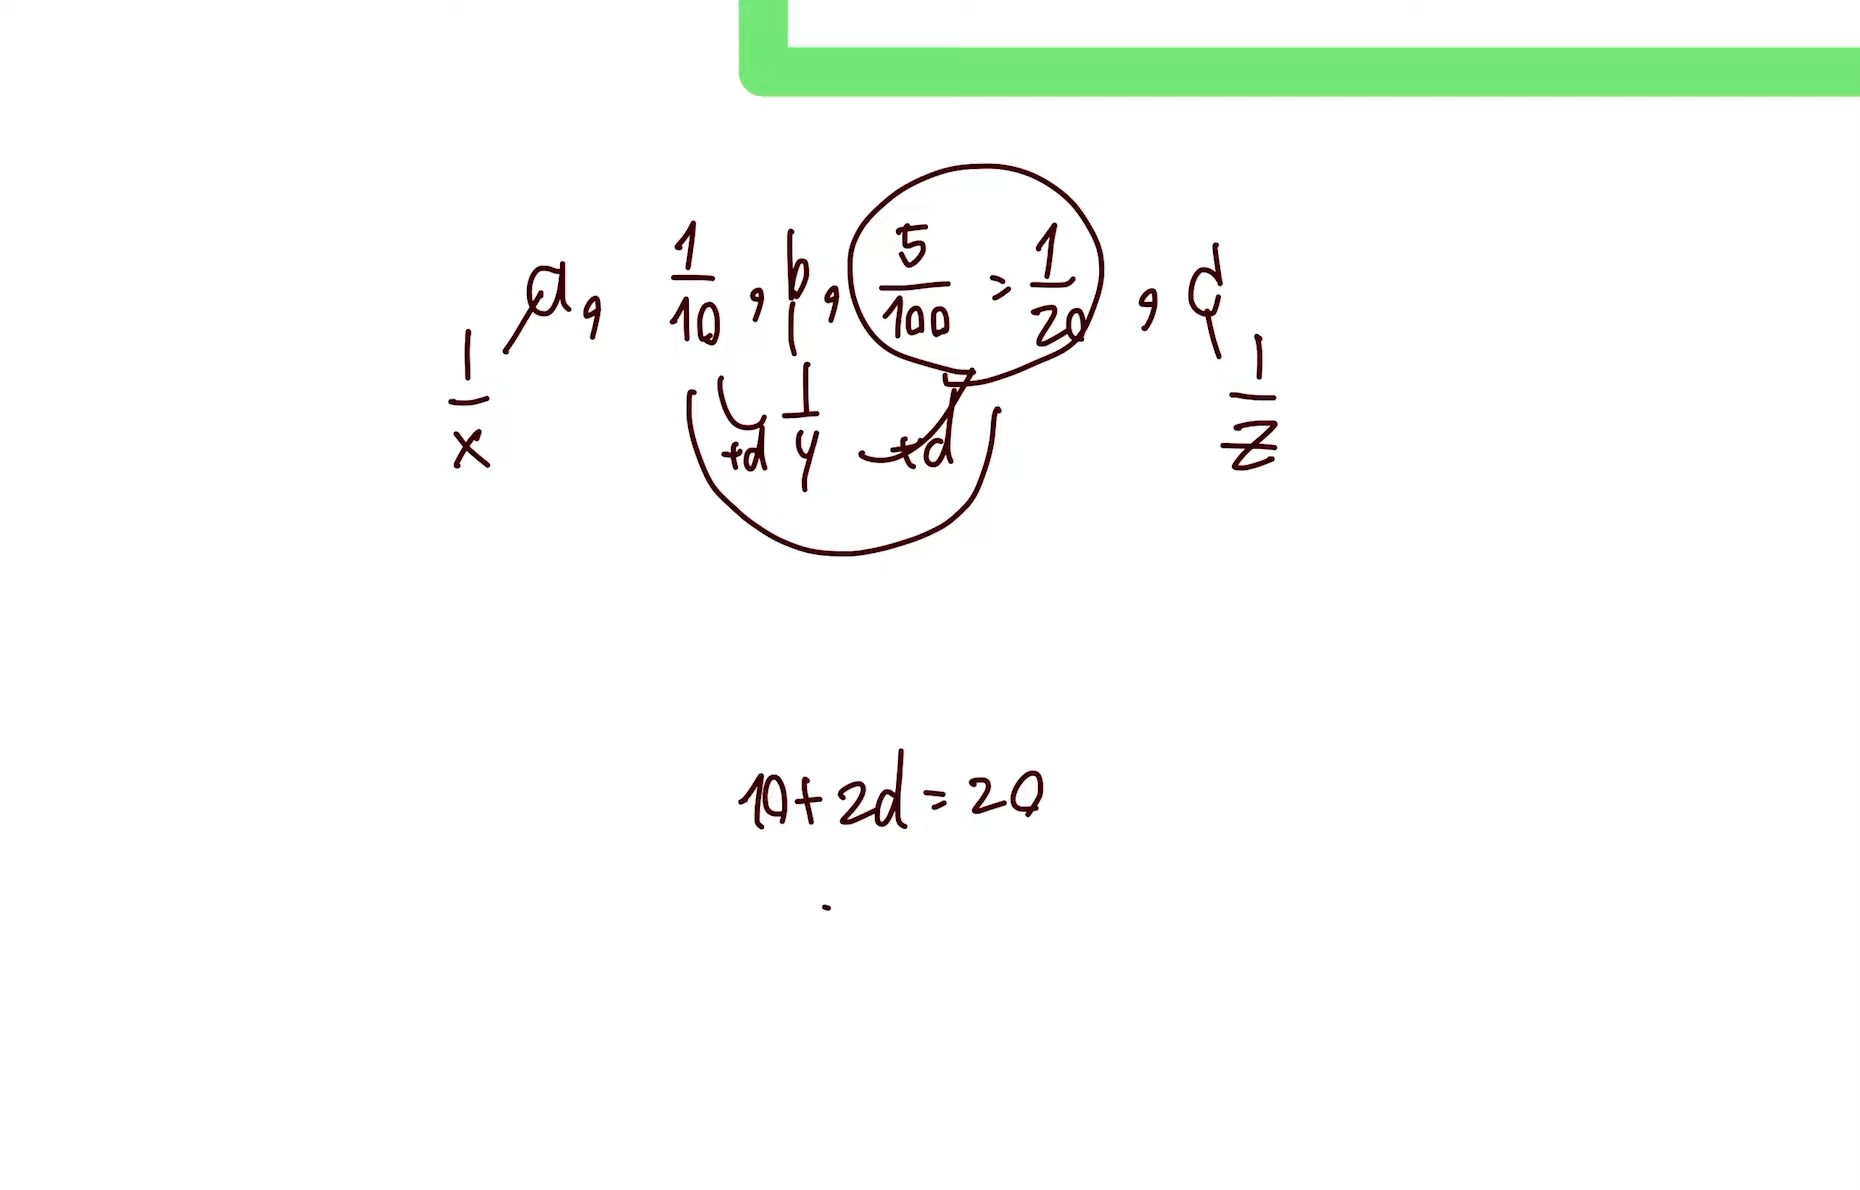 a, 1/10, b, 5/100 = 1/20, d
1/x +d 1/y +d 1/z
10+2d=20